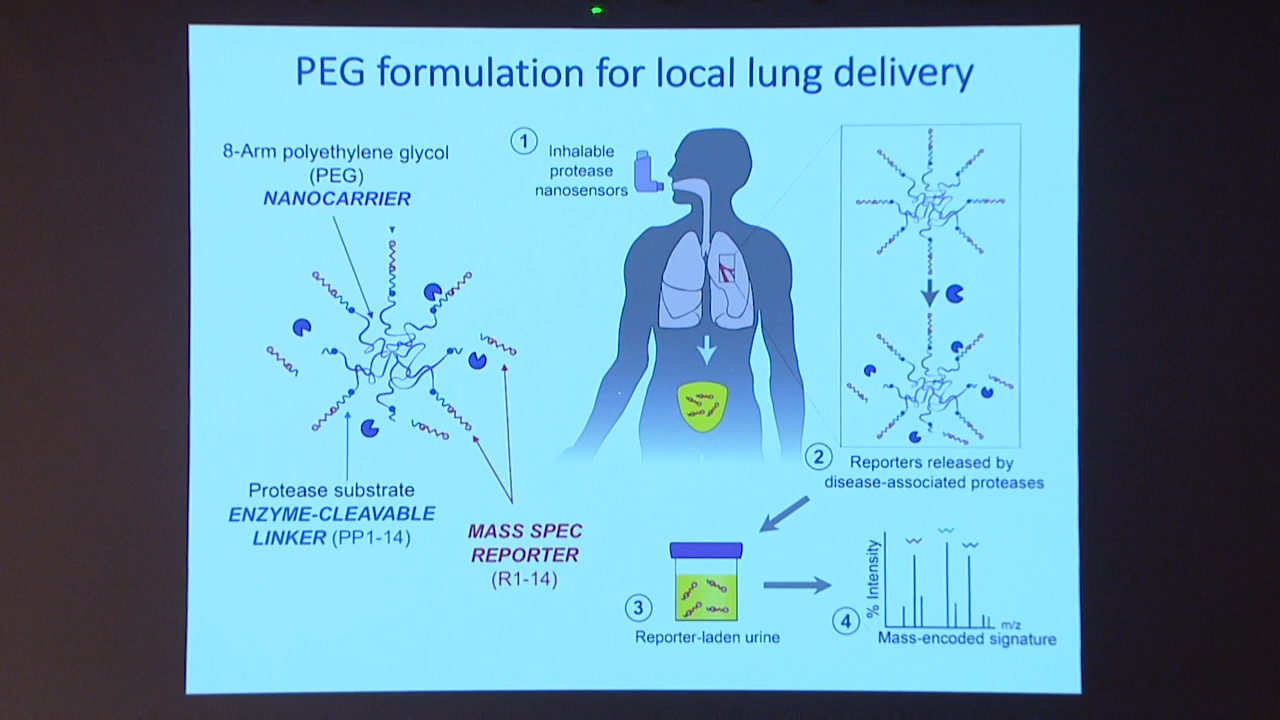 PEG formulation for local lung delivery
8-Arm polyethylene glycol
(PEG)
NANOCARRIER
Protease substrate
ENZYME-CLEAVABLE
LINKER (PP1-14)
MASS SPEC
REPORTER
(R1-14)
1
Inhalable
protease
nanosensors
2
Reporters released by
disease-associated proteases
3
Reporter-laden urine
4
% Intensity
m/z
Mass-encoded signature